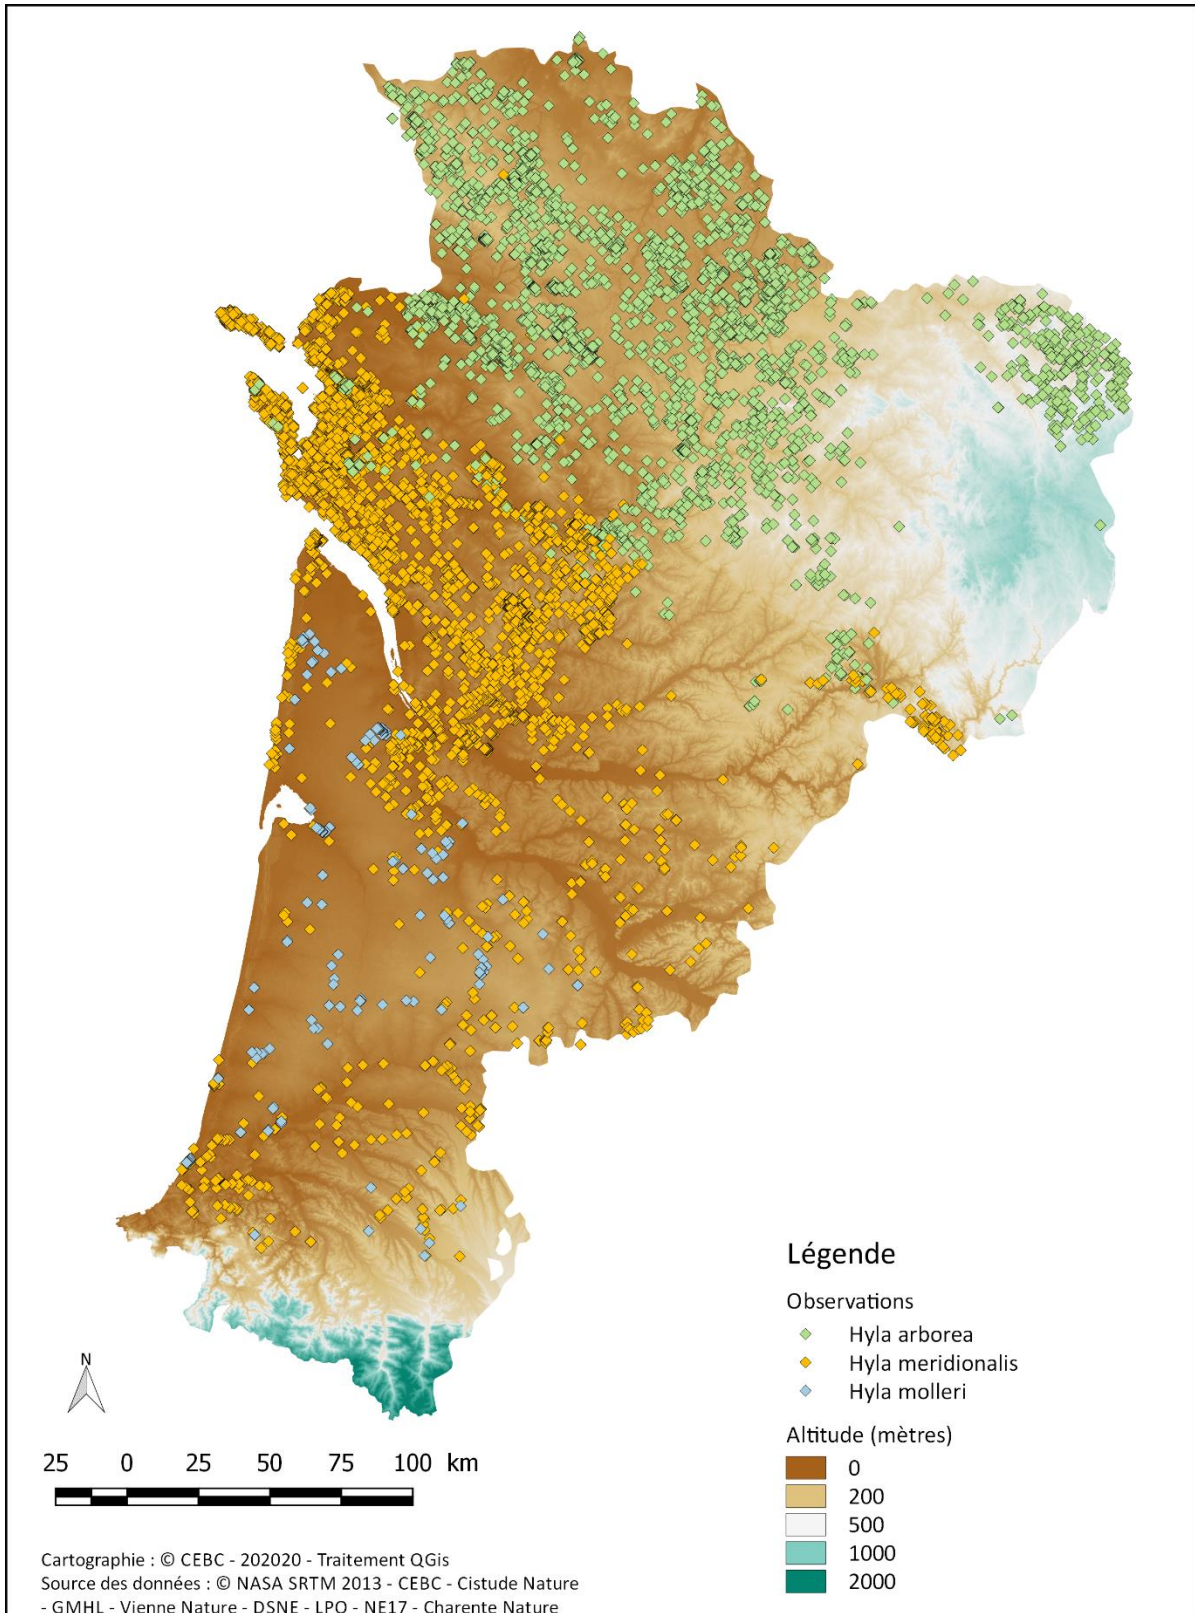 Légende
Observations
Hyla arborea
Hyla meridionalis
Hyla molleri
N
Altitude (mètres)
25 0 25 50 75 100 km
0
200
500
1000
2000
Cartographie : © CEBC - 202020 - Traitement QGis
Source des données : © NASA SRTM 2013 - CEBC - Cistude Nature
- GMHL - Vienne Nature - DSNE - LPO - NE17 - Charente Nature